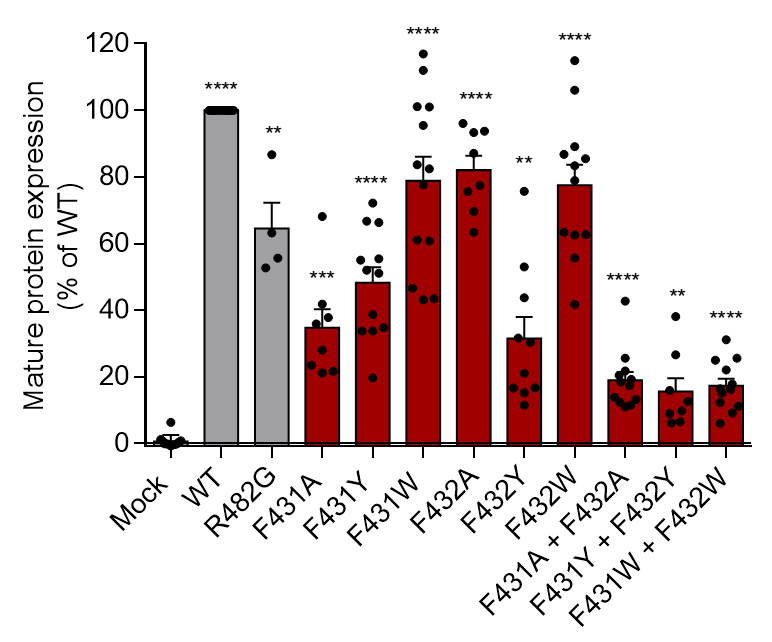 Mature protein expression
(% of WT)
120
100
80
60
40
20
0
****
**
***
****
****
****
**
****
****
**
****
Mock
WT
R482G
F431A
F431Y
F431W
F432A
F432Y
F432W
F431A + F432A
F431Y + F432Y
F431W + F432W